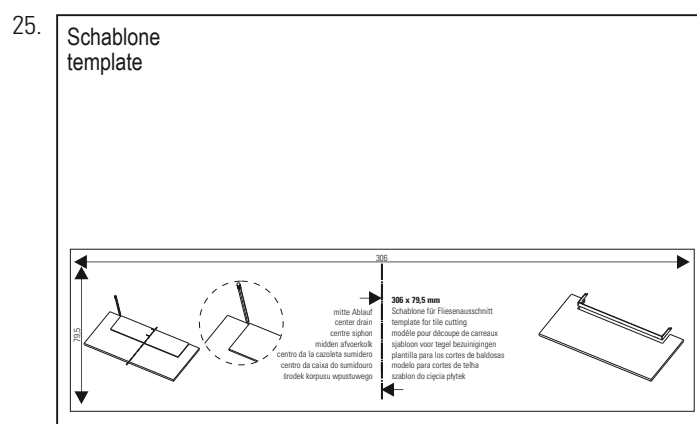 25.
Schablone
template
306
79,5
mitte Ablauf
center drain
centre siphon
midden afvoerkolk
centro da la cazoleta sumidero
centro da caixa do sumidouro
środek korpusu wpustuwego
306 x 79,5 mm
Schablone für Fliesenausschnitt
template for tile cutting
modéle pour découpe de carreaux
sjabloon voor tegel bezuinigingen
plantilla para los cortes de baldosas
modelo para cortes de telha
szablon do cięcia płytek